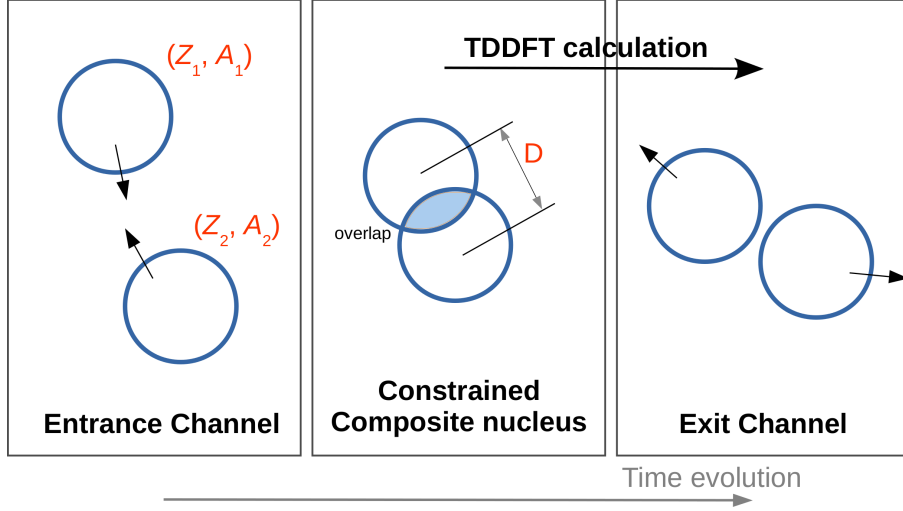 (Z1, A1)
(Z2, A2)
Entrance Channel
TDDFT calculation
D
overlap
Constrained
Composite nucleus
Exit Channel
Time evolution